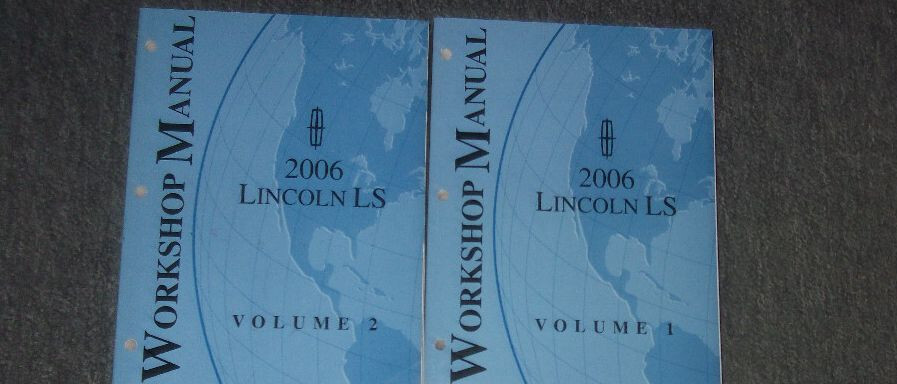 WORKSHOP MANUAL
2006
LINCOLN LS
VOLUME 2
WORKSHOP MANUAL
2006
LINCOLN LS
VOLUME 1